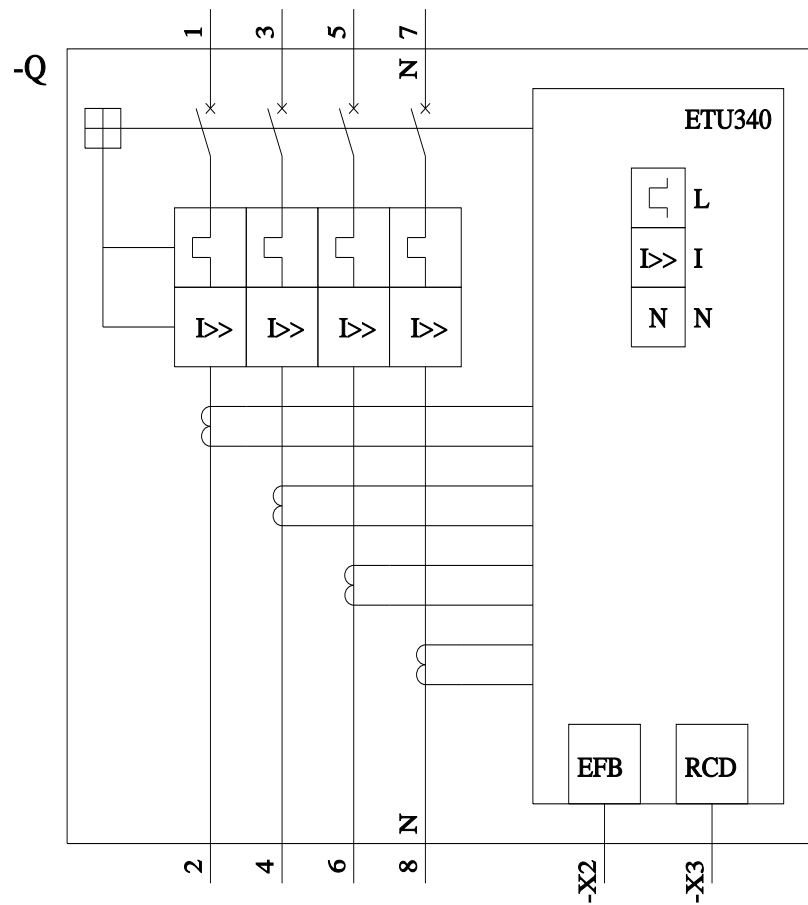 1 3 5 7
-Q
N
ETU340
L
I>> I
N N
I>> I>> I>> I>>
EFB RCD
N
2 4 6 8
-X2 -X3